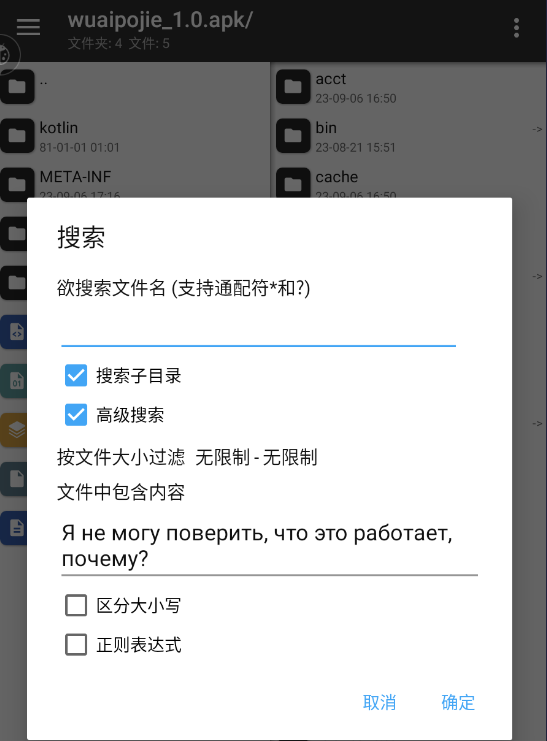 wuaipojie_1.0.apk/
文件夹: 4 文件: 5
..
acct
23-09-06 16:50
kotlin
81-01-01 01:01
bin
23-08-21 15:51
->
META-INF
23-09-06 17:16
cache
23-09-06 16:50
搜索
欲搜索文件名 (支持通配符*和?)
->
搜索子目录
高级搜索
01
->
按文件大小过滤 无限制 - 无限制
文件中包含内容
Я не могу поверить, что это работает,
почему?
区分大小写
正则表达式
取消 确定